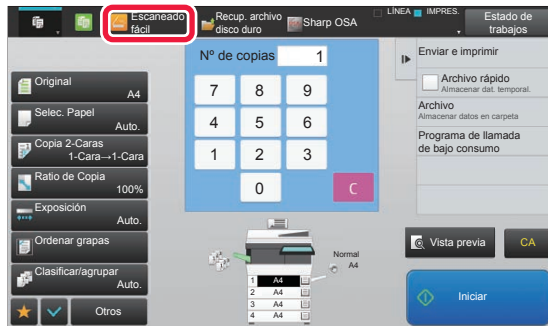 Escaneado
fácil
Recup. archivo
disco duro
Sharp OSA
LÍNEA
IMPRES.
Estado de
trabajos
Nº de copias
1
Original
A4
Selec. Papel
Auto.
Copia 2-Caras
1-Cara→1-Cara
Ratio de Copia
100%
Exposición
Auto.
Ordenar grapas
Clasificar/agrupar
Auto.
Otros
7 8 9
4 5 6
1 2 3
0 C
Normal
A4
1 A4
2 A4
3 A4
4 A4
Enviar e imprimir
Archivo rápido
Almacenar dat. temporal.
Archivo
Almacenar datos en carpeta
Programa de llamada
de bajo consumo
Vista previa
CA
Iniciar